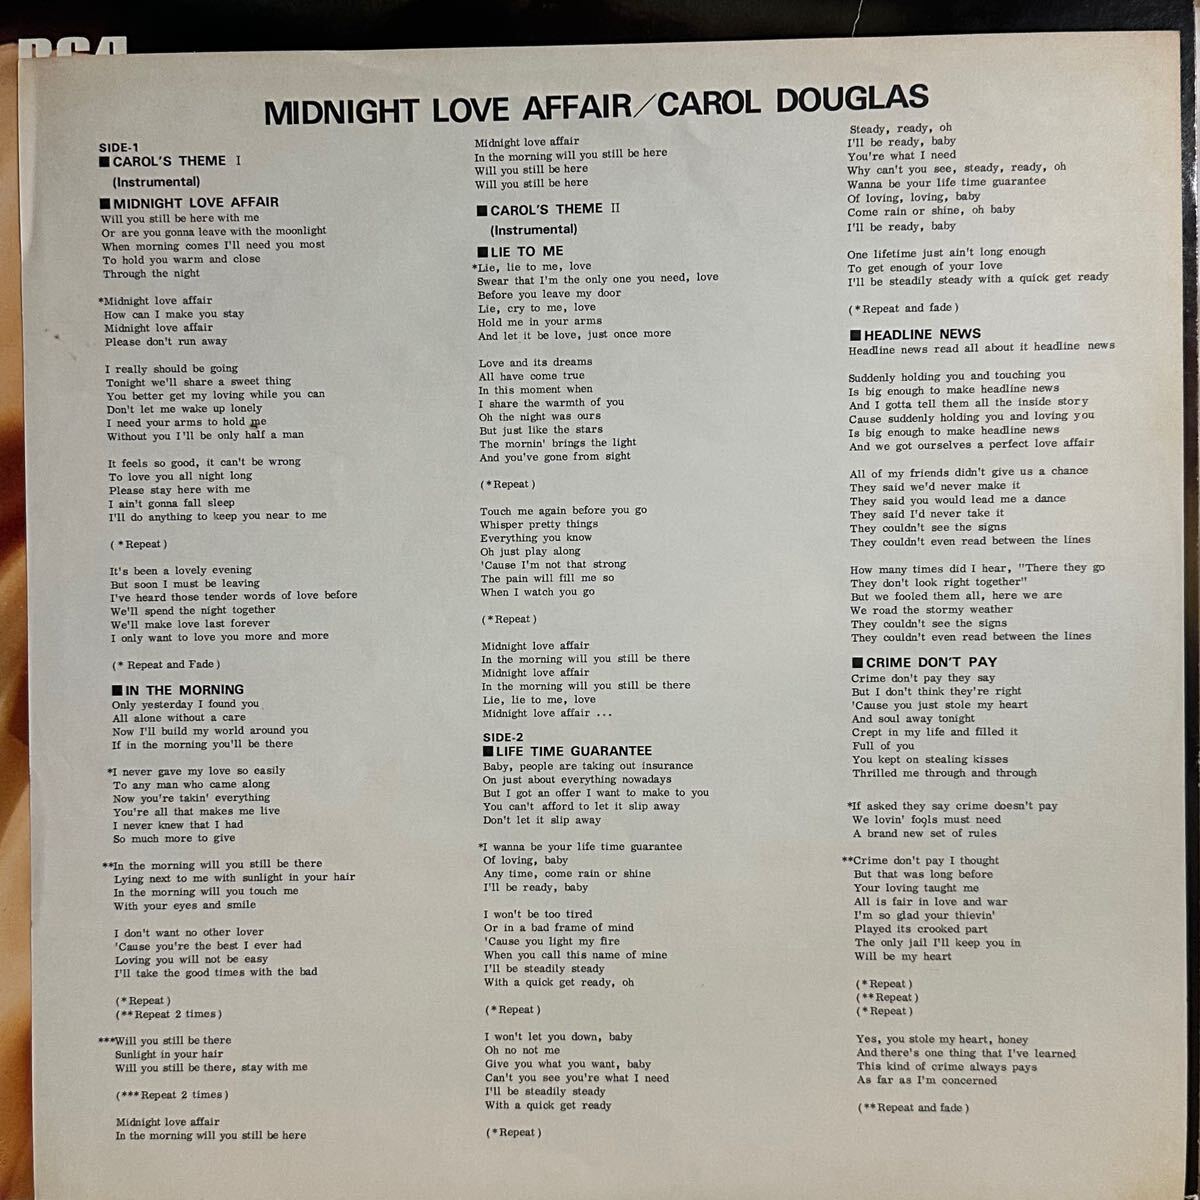 RCA
MIDNIGHT LOVE AFFAIR/CAROL DOUGLAS
SIDE-1
■CAROL'S THEME I
(Instrumental)
■MIDNIGHT LOVE AFFAIR
Will you still be here with me
Or are you gonna leave with the moonlight
When morning comes I'll need you most
To hold you warm and close
Through the night

*Midnight love affair
How can I make you stay
Midnight love affair
Please don't run away

I really should be going
Tonight we'll share a sweet thing
You better get my loving while you can
Don't let me wake up lonely
I need your arms to hold me
Without you I'll be only half a man

It feels so good, it can't be wrong
To love you all night long
Please stay here with me
I ain't gonna fall sleep
I'll do anything to keep you near to me

(*Repeat)

It's been a lovely evening
But soon I must be leaving
I've heard those tender words of love before
We'll spend the night together
We'll make love last forever
I only want to love you more and more

(* Repeat and Fade)

■IN THE MORNING
Only yesterday I found you
All alone without a care
Now I'll build my world around you
If in the morning you'll be there

*I never gave my love so easily
To any man who came along
Now you're takin' everything
You're all that makes me live
I never knew that I had
So much more to give

**In the morning will you still be there
Lying next to me with sunlight in your hair
In the morning will you touch me
With your eyes and smile

I don't want no other lover
'Cause you're the best I ever had
Loving you will not be easy
I'll take the good times with the bad

(*Repeat)
(**Repeat 2 times)

***Will you still be there
Sunlight in your hair
Will you still be there, stay with me

(***Repeat 2 times)

Midnight love affair
In the morning will you still be here
Midnight love affair
In the morning will you still be here
Will you still be here
Will you still be here

■CAROL'S THEME II
(Instrumental)
■LIE TO ME
*Lie, lie to me, love
Swear that I'm the only one you need, love
Before you leave my door
Lie, cry to me, love
Hold me in your arms
And let it be love, just once more

Love and its dreams
All have come true
In this moment when
I share the warmth of you
Oh the night was ours
But just like the stars
The mornin' brings the light
And you've gone from sight

(*Repeat)

Touch me again before you go
Whisper pretty things
Everything you know
Oh just play along
'Cause I'm not that strong
The pain will fill me so
When I watch you go

(*Repeat)

Midnight love affair
In the morning will you still be there
Midnight love affair
In the morning will you still be there
Lie, lie to me, love
Midnight love affair ...

SIDE-2
■LIFE TIME GUARANTEE
Baby, people are taking out insurance
On just about everything nowadays
But I got an offer I want to make to you
You can't afford to let it slip away
Don't let it slip away

*I wanna be your life time guarantee
Of loving, baby
Any time, come rain or shine
I'll be ready, baby

I won't be too tired
Or in a bad frame of mind
'Cause you light my fire
When you call this name of mine
I'll be steadily steady
With a quick get ready, oh

(*Repeat)

I won't let you down, baby
Oh no not me
Give you what you want, baby
Can't you see you're what I need
I'll be steadily steady
With a quick get ready

(*Repeat)

Steady, ready, oh
I'll be ready, baby
You're what I need
Why can't you see, steady, ready, oh
Wanna be your life time guarantee
Of loving, loving, baby
Come rain or shine, oh baby
I'll be ready, baby

One lifetime just ain't long enough
To get enough of your love
I'll be steadily steady with a quick get ready

(*Repeat and fade)

■HEADLINE NEWS
Headline news read all about it headline news

Suddenly holding you and touching you
Is big enough to make headline news
And I gotta tell them all the inside story
Cause suddenly holding you and loving you
Is big enough to make headline news
And we got ourselves a perfect love affair

All of my friends didn't give us a chance
They said we'd never make it
They said you would lead me a dance
They said I'd never take it
They couldn't see the signs
They couldn't even read between the lines

How many times did I hear, "There they go
They don't look right together"
But we fooled them all, here we are
We road the stormy weather
They couldn't see the signs
They couldn't even read between the lines

■CRIME DON'T PAY
Crime don't pay they say
But I don't think they're right
'Cause you just stole my heart
And soul away tonight
Crept in my life and filled it
Full of you
You kept on stealing kisses
Thrilled me through and through

*If asked they say crime doesn't pay
We lovin' fools must need
A brand new set of rules

**Crime don't pay I thought
But that was long before
Your loving taught me
All is fair in love and war
I'm so glad your thievin'
Played its crooked part
The only jail I'll keep you in
Will be my heart

(*Repeat)
(**Repeat)
(*Repeat)

Yes, you stole my heart, honey
And there's one thing that I've learned
This kind of crime always pays
As far as I'm concerned

(**Repeat and fade)